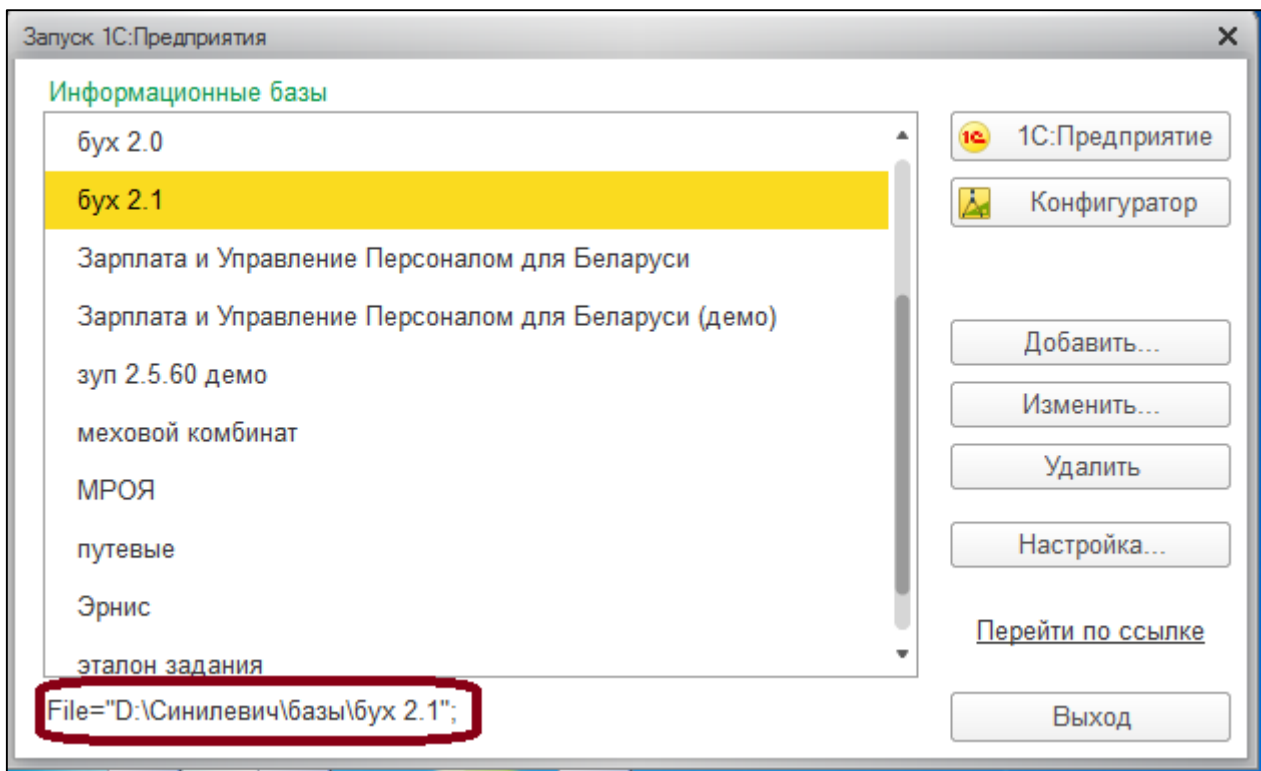 Запуск 1С:Предприятия
Информационные базы
бух 2.0
бух 2.1
Зарплата и Управление Персоналом для Беларуси
Зарплата и Управление Персоналом для Беларуси (демо)
зуп 2.5.60 демо
меховой комбинат
МРОЯ
путевые
Эрнис
эталон задания
File="D:\Синилевич\базы\бух 2.1";
1С:Предприятие
Конфигуратор
Добавить...
Изменить...
Удалить
Настройка...
Перейти по ссылке
Выход